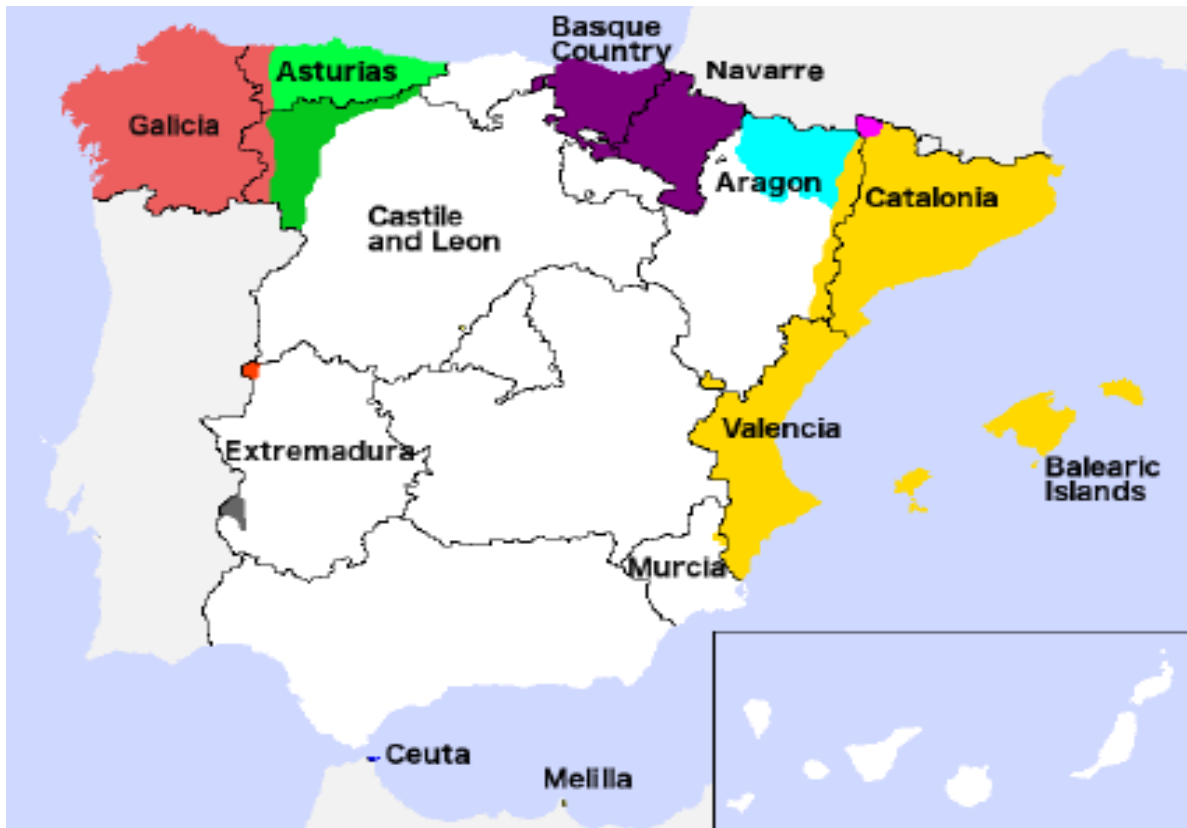 Basque
Country
Navarre
Asturias
Galicia
Aragon
Catalonia
Castile
and Leon
Valencia
Extremadura
Balearic
Islands
Murcia
Ceuta
Melilla